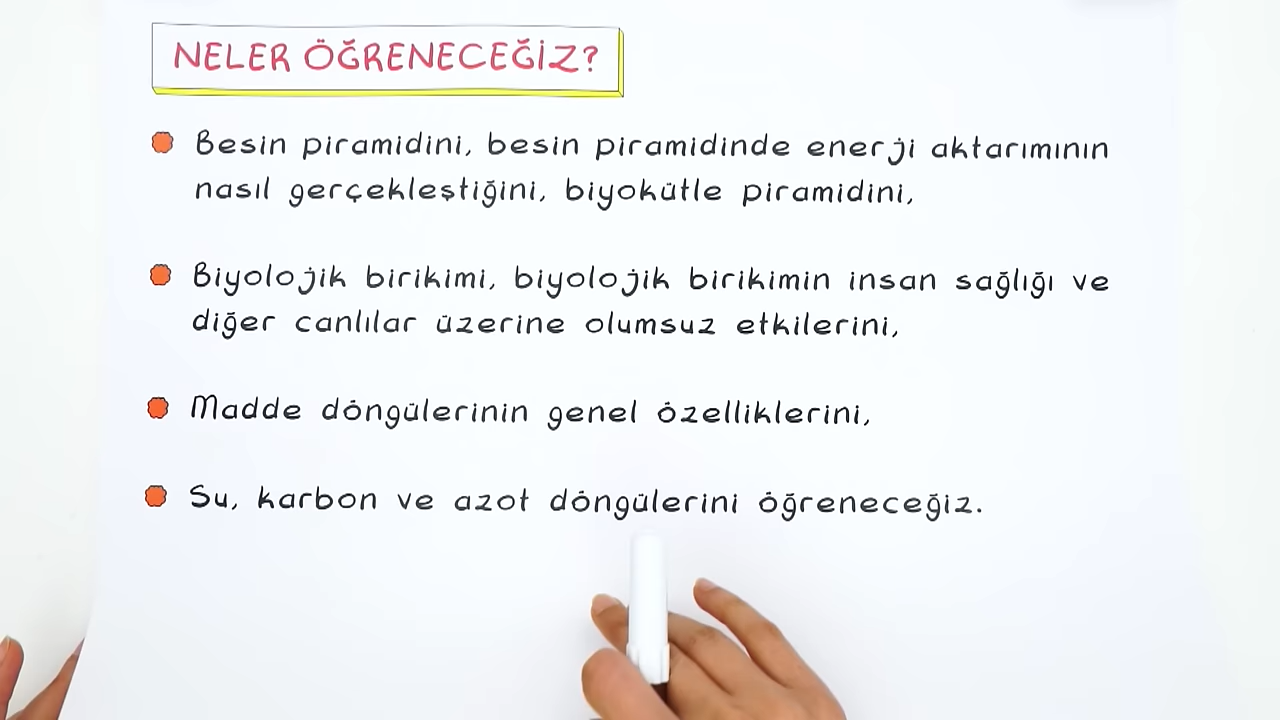 NELER ÖĞRENECEĞİZ?
Besin piramidini, besin piramidinde enerji aktarımının
nasıl gerçekleştiğini, biyokütle piramidini,
Biyolojik birikimi, biyolojik birikimin insan sağlığı ve
diğer canlılar üzerine olumsuz etkilerini,
Madde döngülerinin genel özelliklerini,
Su, karbon ve azot döngülerini öğreneceğiz.